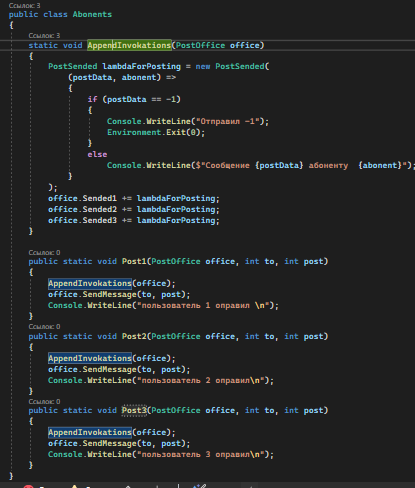 Ссылок: 3
public class Abonents
{
Ссылок: 3
static void AppendInvokations(PostOffice office)
{
PostSended lambdaForPosting = new PostSended(
(postData, abonent) =>
{
if (postData == -1)
{
Console.WriteLine("Отправил -1");
Environment.Exit(0);
}
else
Console.WriteLine($"Сообщение {postData} абоненту  {abonent}");
}
);
office.Sended1 += lambdaForPosting;
office.Sended2 += lambdaForPosting;
office.Sended3 += lambdaForPosting;
}
Ссылок: 0
public static void Post1(PostOffice office, int to, int post)
{
AppendInvokations(office);
office.SendMessage(to, post);
Console.WriteLine("пользователь 1 оправил \n");
}
Ссылок: 0
public static void Post2(PostOffice office, int to, int post)
{
AppendInvokations(office);
office.SendMessage(to, post);
Console.WriteLine("пользователь 2 оправил\n");
}
Ссылок: 0
public static void Post3(PostOffice office, int to, int post)
{
AppendInvokations(office);
office.SendMessage(to, post);
Console.WriteLine("пользователь 3 оправил\n");
}
}